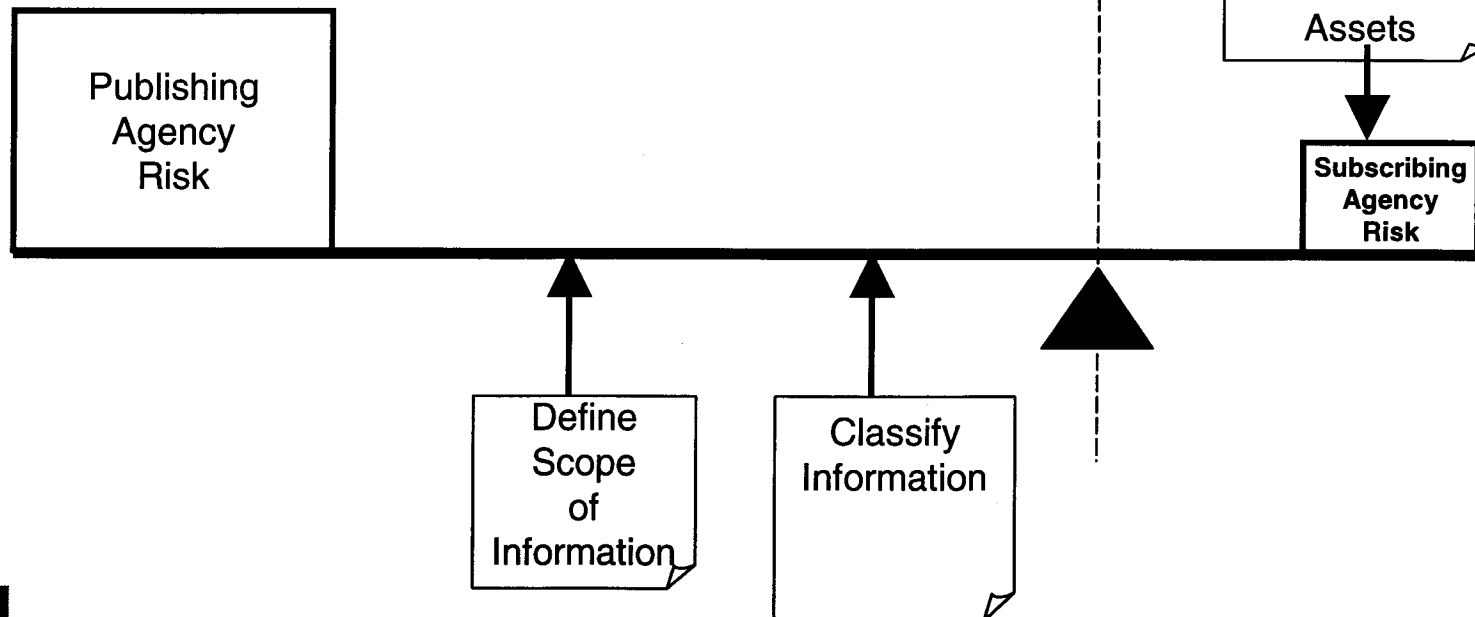 Assets
Publishing
Agency
Risk
Subscribing
Agency
Risk
Define
Scope
of
Information
Classify
Information